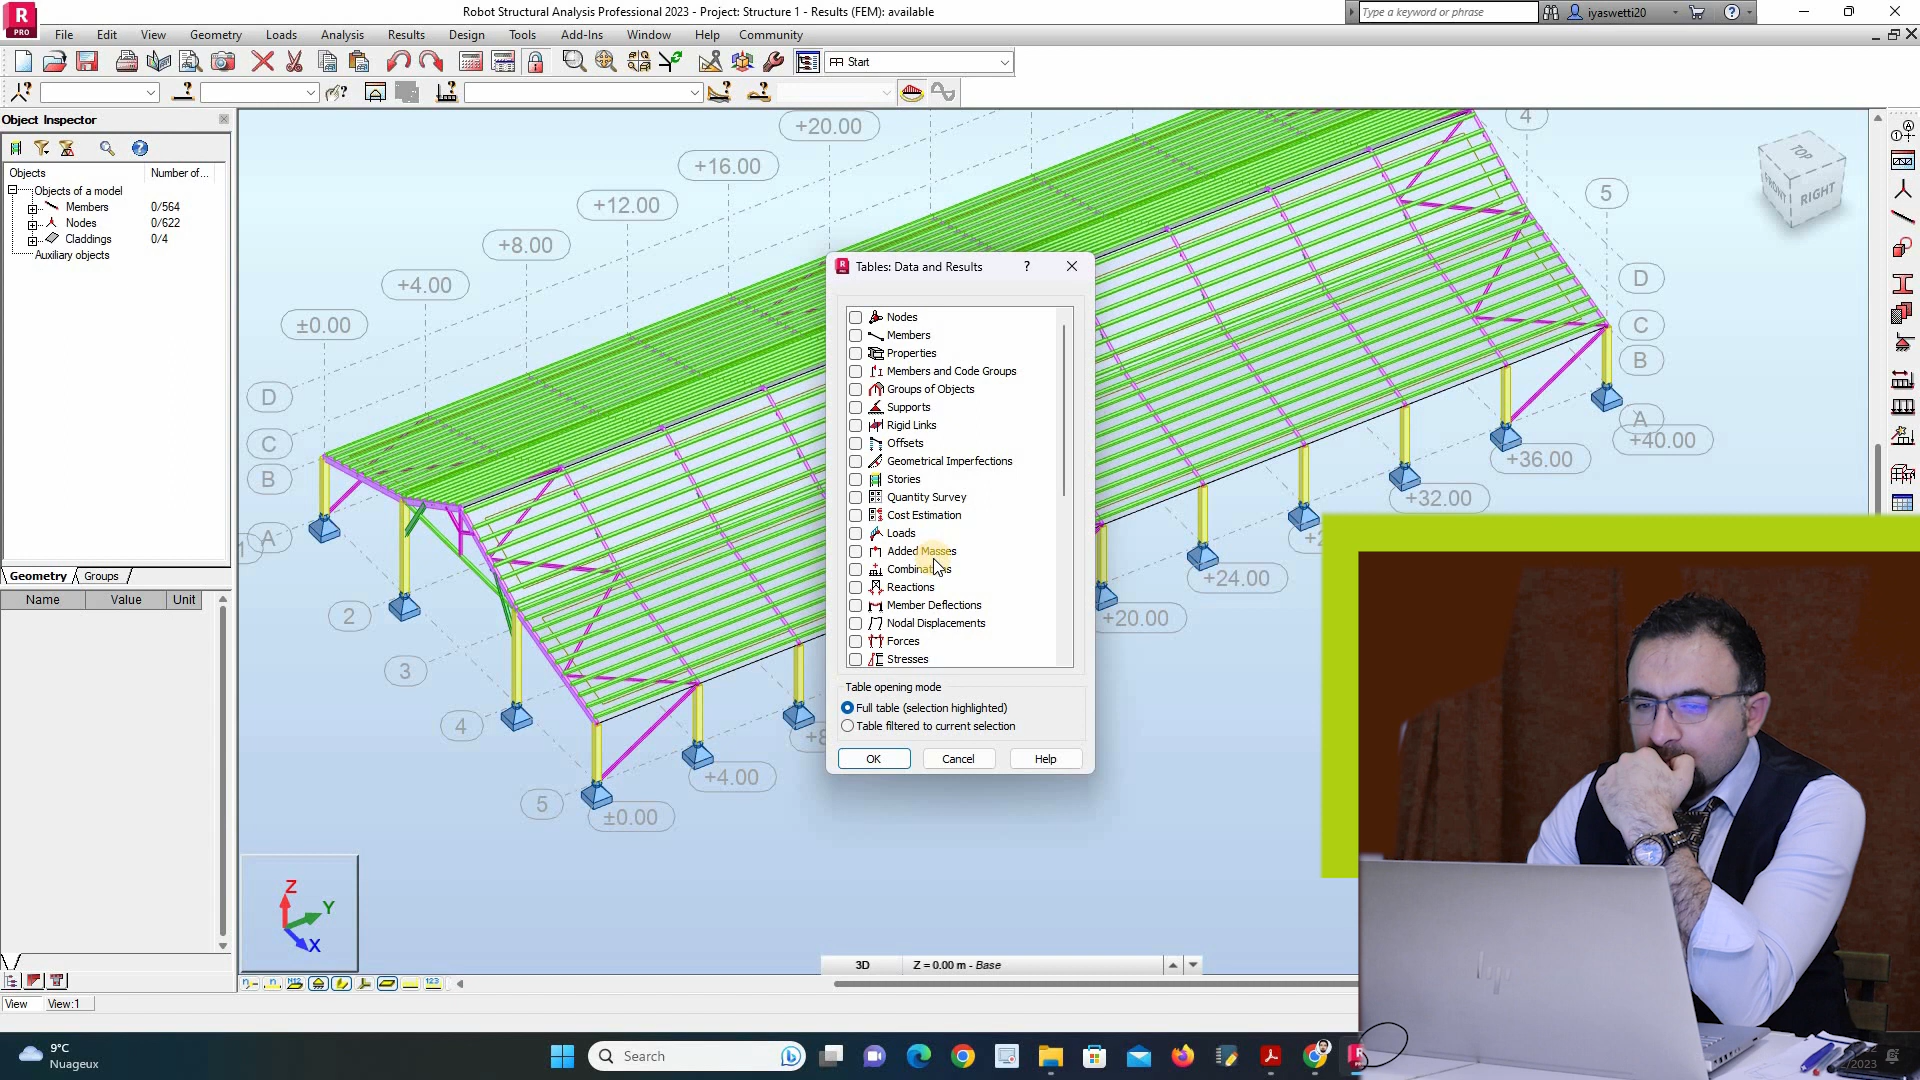 R
PRO
Robot Structural Analysis Professional 2023 - Project: Structure 1 - Results (FEM): available
Type a keyword or phrase
iyaswetti20
File Edit View Geometry Loads Analysis Results Design Tools Add-Ins Window Help Community
Start
Object Inspector
Objects Number of...
Objects of a model
Members 0/564
Nodes 0/622
Claddings 0/4
Auxiliary objects
Geometry Groups
Name Value Unit
View View:1
+20.00
+16.00
+12.00
+8.00
+4.00
±0.00
D
C
B
A
2
3
4
5
±0.00
+4.00
+8
+20.00
+24.00
+2
+32.00
+36.00
+40.00
4
5
D
C
B
A
TOP
FRONT
RIGHT
Tables: Data and Results
Nodes
Members
Properties
Members and Code Groups
Groups of Objects
Supports
Rigid Links
Offsets
Geometrical Imperfections
Stories
Quantity Survey
Cost Estimation
Loads
Added Masses
Combinations
Reactions
Member Deflections
Nodal Displacements
Forces
Stresses
Table opening mode
Full table (selection highlighted)
Table filtered to current selection
OK Cancel Help
Z
Y
X
3D Z = 0.00 m - Base
9°C
Nuageux
Search
hp